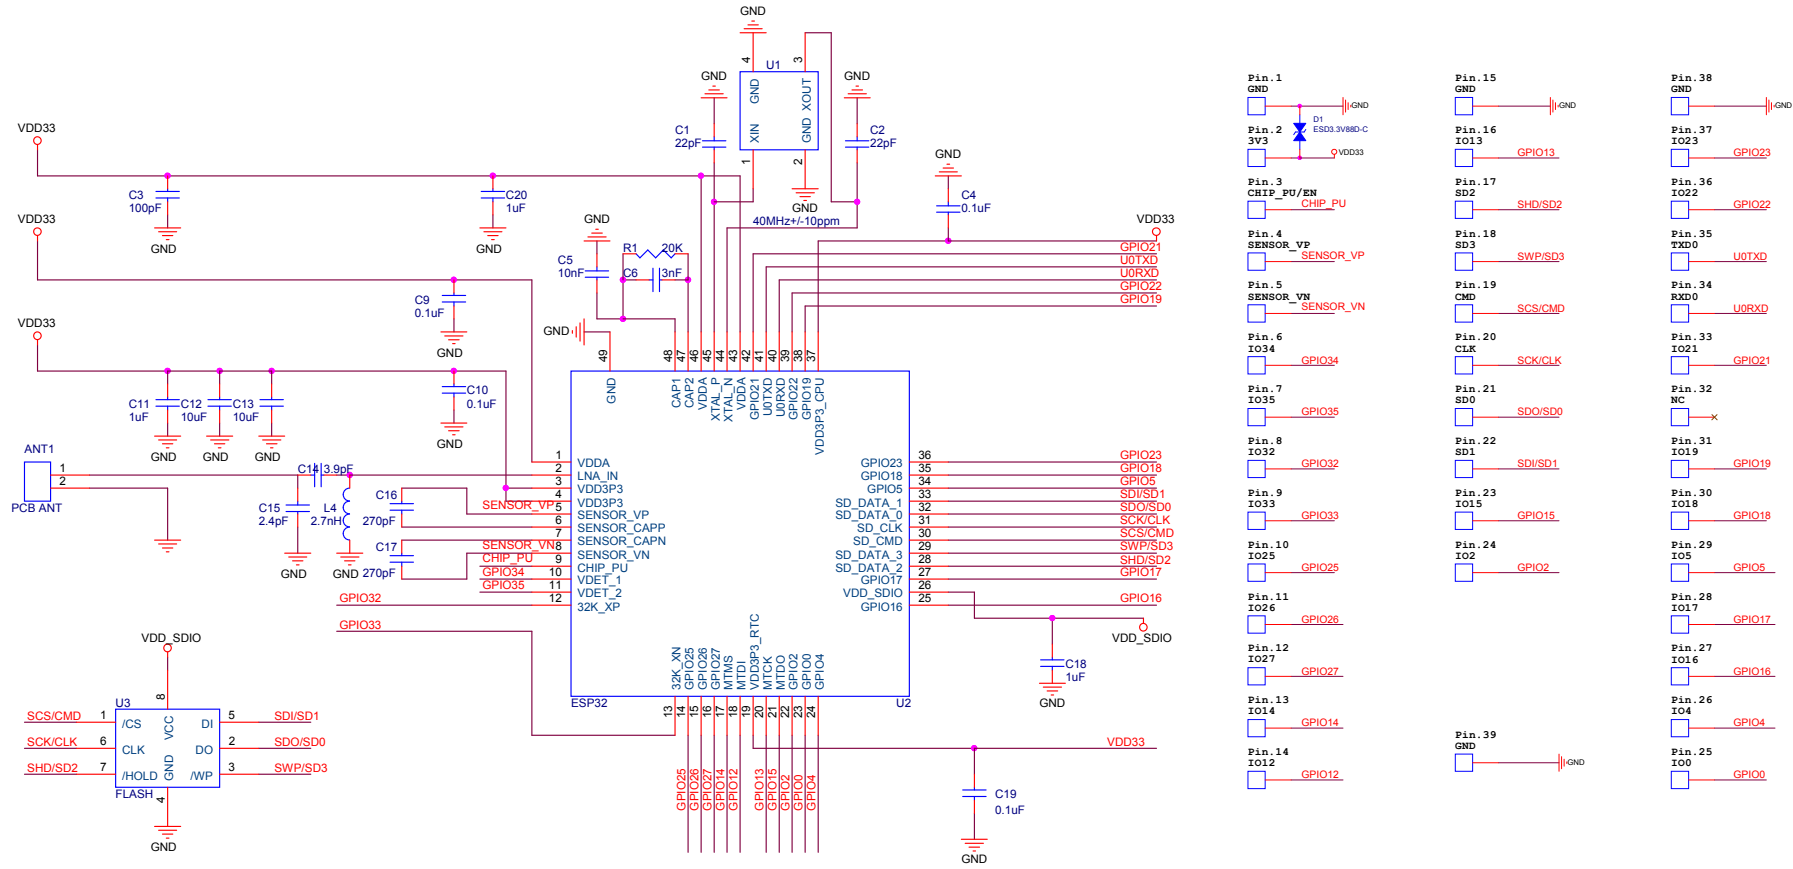 GND
U1
4
3
GND
XOUT
XIN
GND
1
2
GND
40MHz+/-10ppm
GND
C1
22pF
GND
C2
22pF
VDD33
C3
100pF
GND
C20
1uF
GND
VDD33
C9
0.1uF
GND
GND
C5
10nF
R1
20K
C6
3nF
GND
C4
0.1uF
VDD33
GPIO21
U0TXD
U0RXD
GPIO22
GPIO19
VDD33
C11
1uF
GND
C12
10uF
GND
C13
10uF
GND
C10
0.1uF
GND
GND
49
48
47
46
45
44
43
42
41
40
39
38
37
GND
CAP1
CAP2
VDDA
XTAL_P
XTAL_N
VDDA
GPIO21
U0TXD
U0RXD
GPIO22
GPIO19
VDD3P3_CPU
ANT1
1
2
PCB ANT
C14
3.9pF
C15
2.4pF
GND
L4
2.7nH
GND
C16
270pF
C17
270pF
SENSOR_VP
SENSOR_VN
CHIP_PU
GPIO34
GPIO35
GPIO32
GPIO33
1
VDDA
2
LNA_IN
3
VDD3P3
4
VDD3P3
5
SENSOR_VP
6
SENSOR_CAPP
7
SENSOR_CAPN
8
SENSOR_VN
9
CHIP_PU
10
VDET_1
11
VDET_2
12
32K_XP
GPIO23
36
GPIO23
GPIO18
35
GPIO18
GPIO5
34
GPIO5
SD_DATA_1
33
SDI/SD1
SD_DATA_0
32
SDO/SD0
SD_CLK
31
SCK/CLK
SD_CMD
30
SCS/CMD
SD_DATA_3
29
SWP/SD3
SD_DATA_2
28
SHD/SD2
GPIO17
27
GPIO17
VDD_SDIO
26
GPIO16
25
GPIO16
VDD_SDIO
C18
1uF
GND
32K_XN
GPIO25
GPIO26
GPIO27
MTMS
MTDI
VDD3P3_RTC
MTCK
MTDO
GPIO2
GPIO0
GPIO4
ESP32
U2
13
14
15
16
17
18
19
20
21
22
23
24
GPIO25
GPIO26
GPIO27
GPIO14
GPIO12
GPIO13
GPIO15
GPIO2
GPIO0
GPIO4
VDD33
C19
0.1uF
GND
VDD_SDIO
8
U3
SCS/CMD
1
/CS
VCC
DI
5
SDI/SD1
SCK/CLK
6
CLK
DO
2
SDO/SD0
SHD/SD2
7
/HOLD
GND
/WP
3
SWP/SD3
FLASH
4
GND
Pin.1
GND
GND
D1
ESD3.3V88D-C
Pin.2
3V3
VDD33
Pin.3
CHIP_PU/EN
CHIP_PU
Pin.4
SENSOR_VP
SENSOR_VP
Pin.5
SENSOR_VN
SENSOR_VN
Pin.6
IO34
GPIO34
Pin.7
IO35
GPIO35
Pin.8
IO32
GPIO32
Pin.9
IO33
GPIO33
Pin.10
IO25
GPIO25
Pin.11
IO26
GPIO26
Pin.12
IO27
GPIO27
Pin.13
IO14
GPIO14
Pin.14
IO12
GPIO12
Pin.15
GND
GND
Pin.16
IO13
GPIO13
Pin.17
SD2
SHD/SD2
Pin.18
SD3
SWP/SD3
Pin.19
CMD
SCS/CMD
Pin.20
CLK
SCK/CLK
Pin.21
SD0
SDO/SD0
Pin.22
SD1
SDI/SD1
Pin.23
IO15
GPIO15
Pin.24
IO2
GPIO2
Pin.39
GND
GND
Pin.38
GND
GND
Pin.37
IO23
GPIO23
Pin.36
IO22
GPIO22
Pin.35
TXD0
U0TXD
Pin.34
RXD0
U0RXD
Pin.33
IO21
GPIO21
Pin.32
NC
Pin.31
IO19
GPIO19
Pin.30
IO18
GPIO18
Pin.29
IO5
GPIO5
Pin.28
IO17
GPIO17
Pin.27
IO16
GPIO16
Pin.26
IO4
GPIO4
Pin.25
IO0
GPIO0